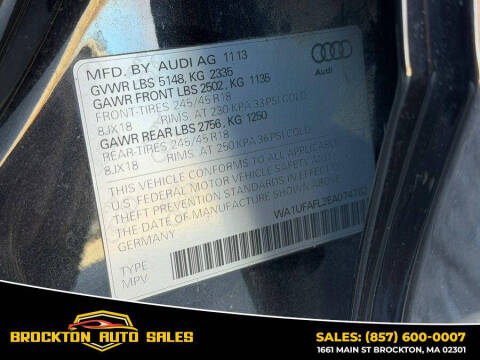 MFD. BY AUDI AG 11 13
GVWR LBS 5148, KG 2335
GAWR FRONT LBS 2502, KG 1135
FRONT-TIRES 245/45 R18
8JX18 RIMS, AT 230 KPA 33 PSI COLD
GAWR REAR LBS 2756, KG 1250
REAR-TIRES 245/45 R18
8JX18 RIMS, AT 250 KPA 36 PSI COLD
THIS VEHICLE CONFORMS TO ALL APPLICABLE
U.S. FEDERAL MOTOR VEHICLE SAFETY
STANDARDS IN EFFECT ON
THE DATE OF MANUFACTURE SHOWN ABOVE.
GERMANY
TYPE
MPV
Audi
BROCKTON AUTO SALES
SALES: (857) 600-0007
1661 MAIN ST BROCKTON, MA 02301